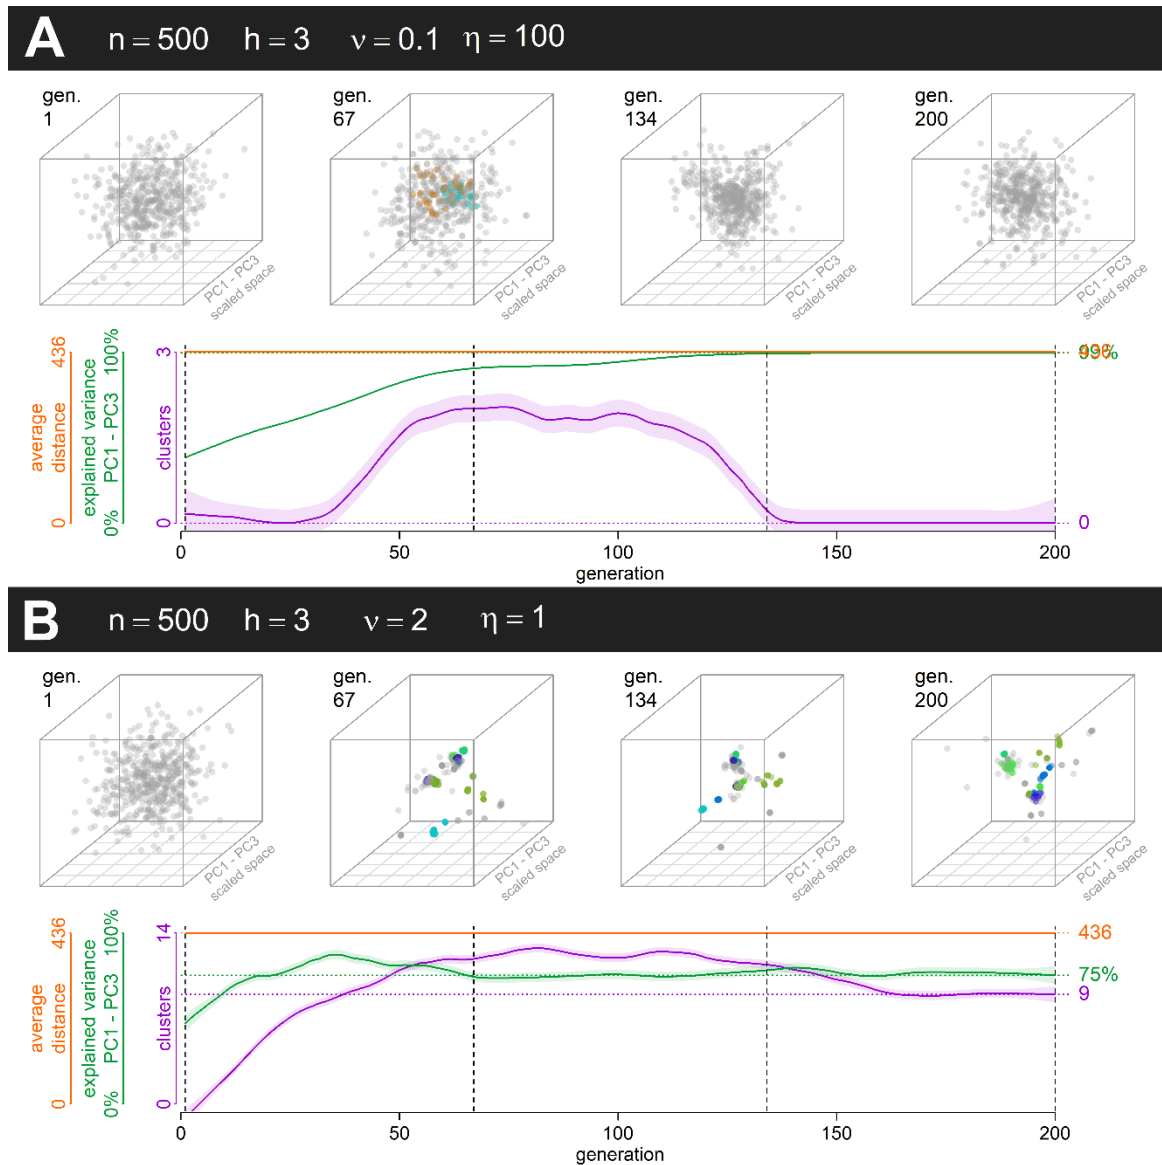 A n = 500 h = 3 ν = 0.1 η = 100
gen. 1
gen. 67
gen. 134
gen. 200
PC1 - PC3
scaled space
PC1 - PC3
scaled space
PC1 - PC3
scaled space
PC1 - PC3
scaled space
average
distance
0 436
explained variance
PC1 - PC3
0% 100%
clusters
0 3
436
99%
0
0 50 100 150 200
generation
B n = 500 h = 3 ν = 2 η = 1
gen. 1
gen. 67
gen. 134
gen. 200
PC1 - PC3
scaled space
PC1 - PC3
scaled space
PC1 - PC3
scaled space
PC1 - PC3
scaled space
average
distance
0 436
explained variance
PC1 - PC3
0% 100%
clusters
0 14
436
75%
9
0 50 100 150 200
generation